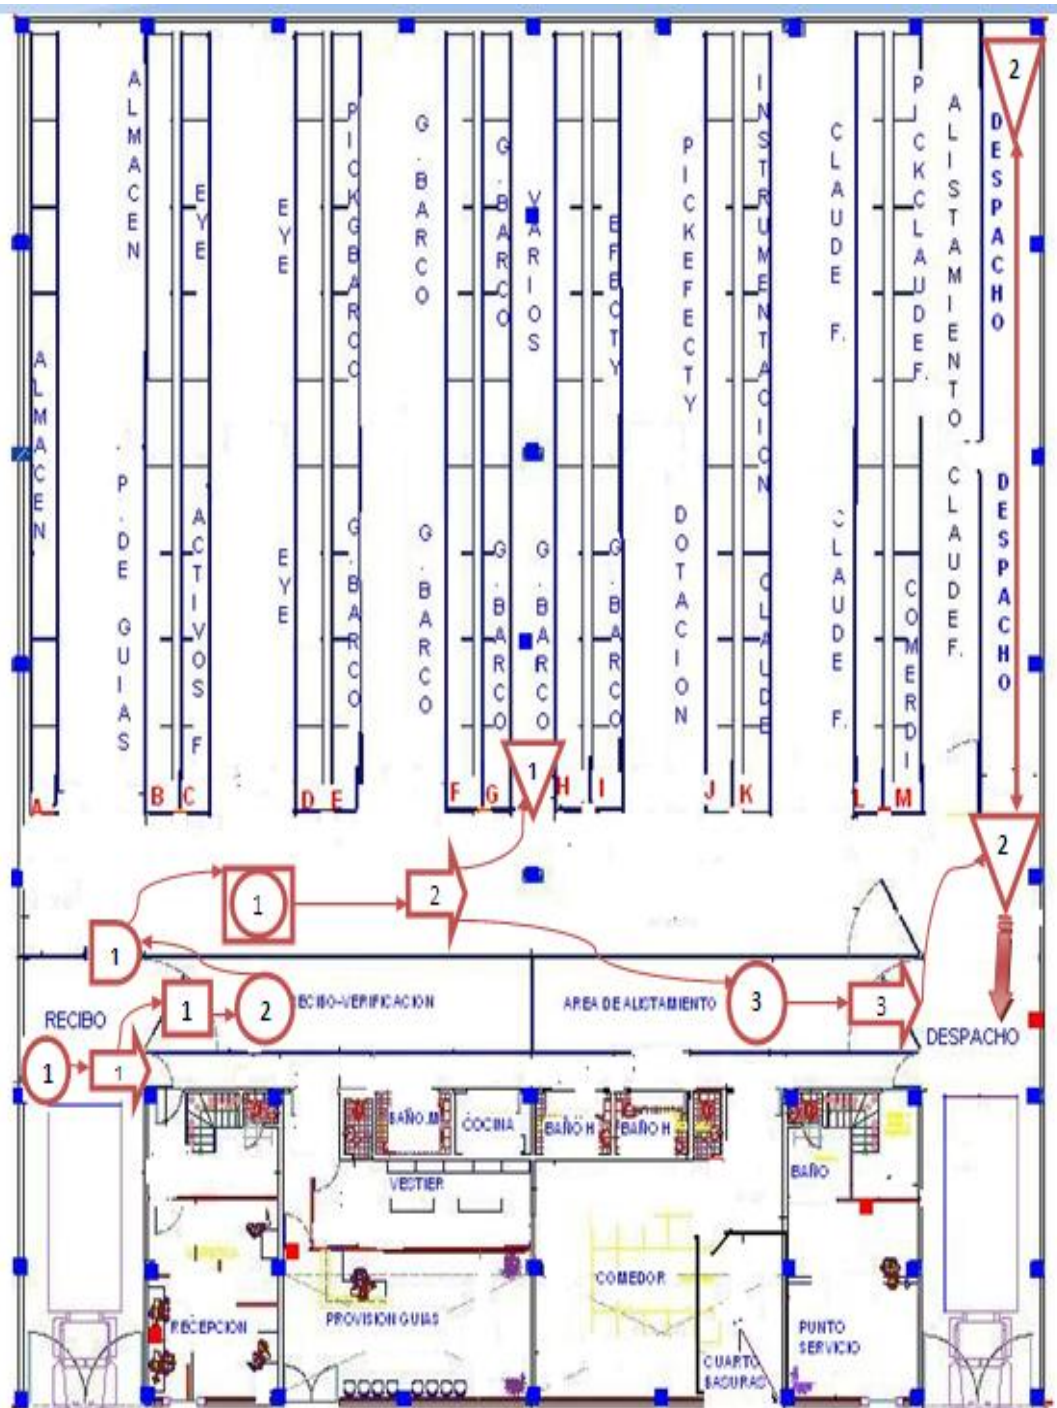 2
ALMACEN
EYE
EYE
PICKGBARCO
G.BARCO
G.BARCO
VARIOS
EFECTY
PICKEFECTY
INSTRUMENTACION
CLAUDE F.
PICKCLAUDEF.
ALISTAMIENTO
DESPACHO
ALMACEN
P.DE GUIAS
ACTIVOS F
EYE
G.BARCO
G.BARCO
G.BARCO
G.BARCO
G.BARCO
DOTACION
CLAUDE
CLAUDE F.
COMERDI
CLAUDEF.
DESPACHO
A B C D E F G 1 H I J K L M
2
1 2
1
RECIBO 1 2 ECIBO-VERIFICACION AREA DE ALISTAMIENTO 3 3 DESPACHO
1 1
BAÑO.M COCINA BAÑO H BAÑO H
BAÑO
VESTIER
COMEDOR
RECEPCION PROVISION GUIAS PUNTO
SERVICIO
CUARTO
BASURAS